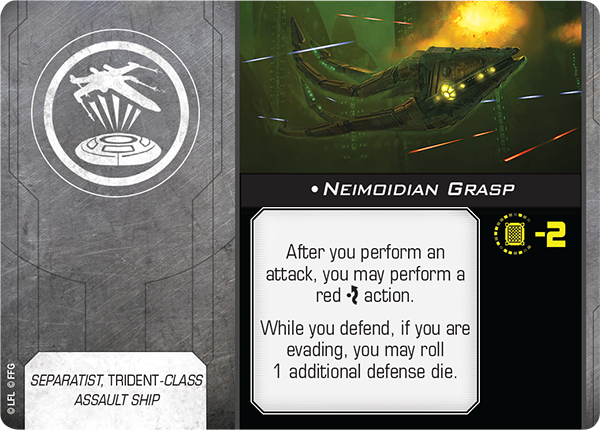 • NEIMOIDIAN GRASP
-2
After you perform an
attack, you may perform a
red action.
While you defend, if you are
evading, you may roll
1 additional defense die.
SEPARATIST, TRIDENT-CLASS
ASSAULT SHIP
© LFL © FFG